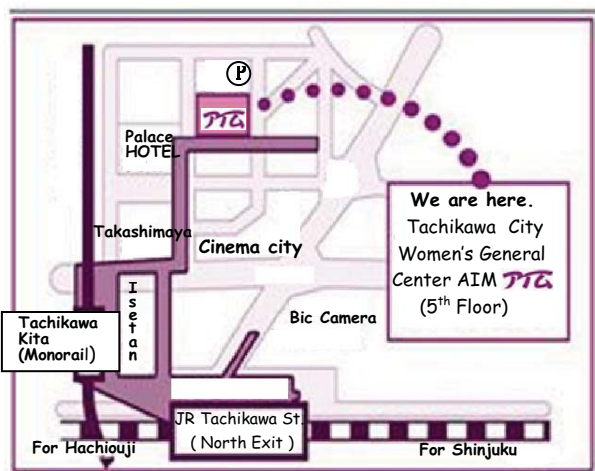 P
PTG
Palace
HOTEL
We are here.
Tachikawa City
Women's General
Center AIM PTG
(5th Floor)
Takashimaya
Cinema city
Isetan
Bic Camera
Tachikawa
Kita
(Monorail)
JR Tachikawa St.
( North Exit )
For Hachiouji
For Shinjuku